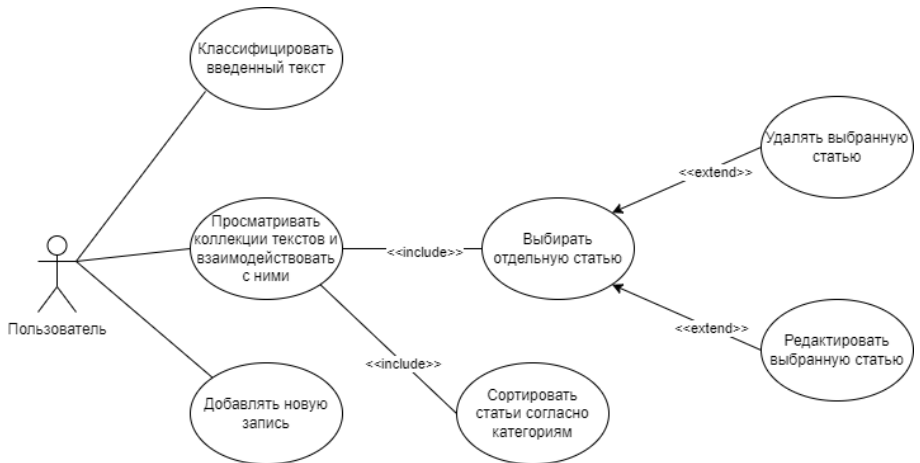 Классифицировать
введенный текст
Удалять выбранную
статью
<<extend>>
Просматривать
коллекции текстов и
взаимодействовать
с ними
<<include>>
Выбирать
отдельную статью
Пользователь
<<extend>>
Редактировать
выбранную статью
<<include>>
Добавлять новую
запись
Сортировать
статьи согласно
категориям